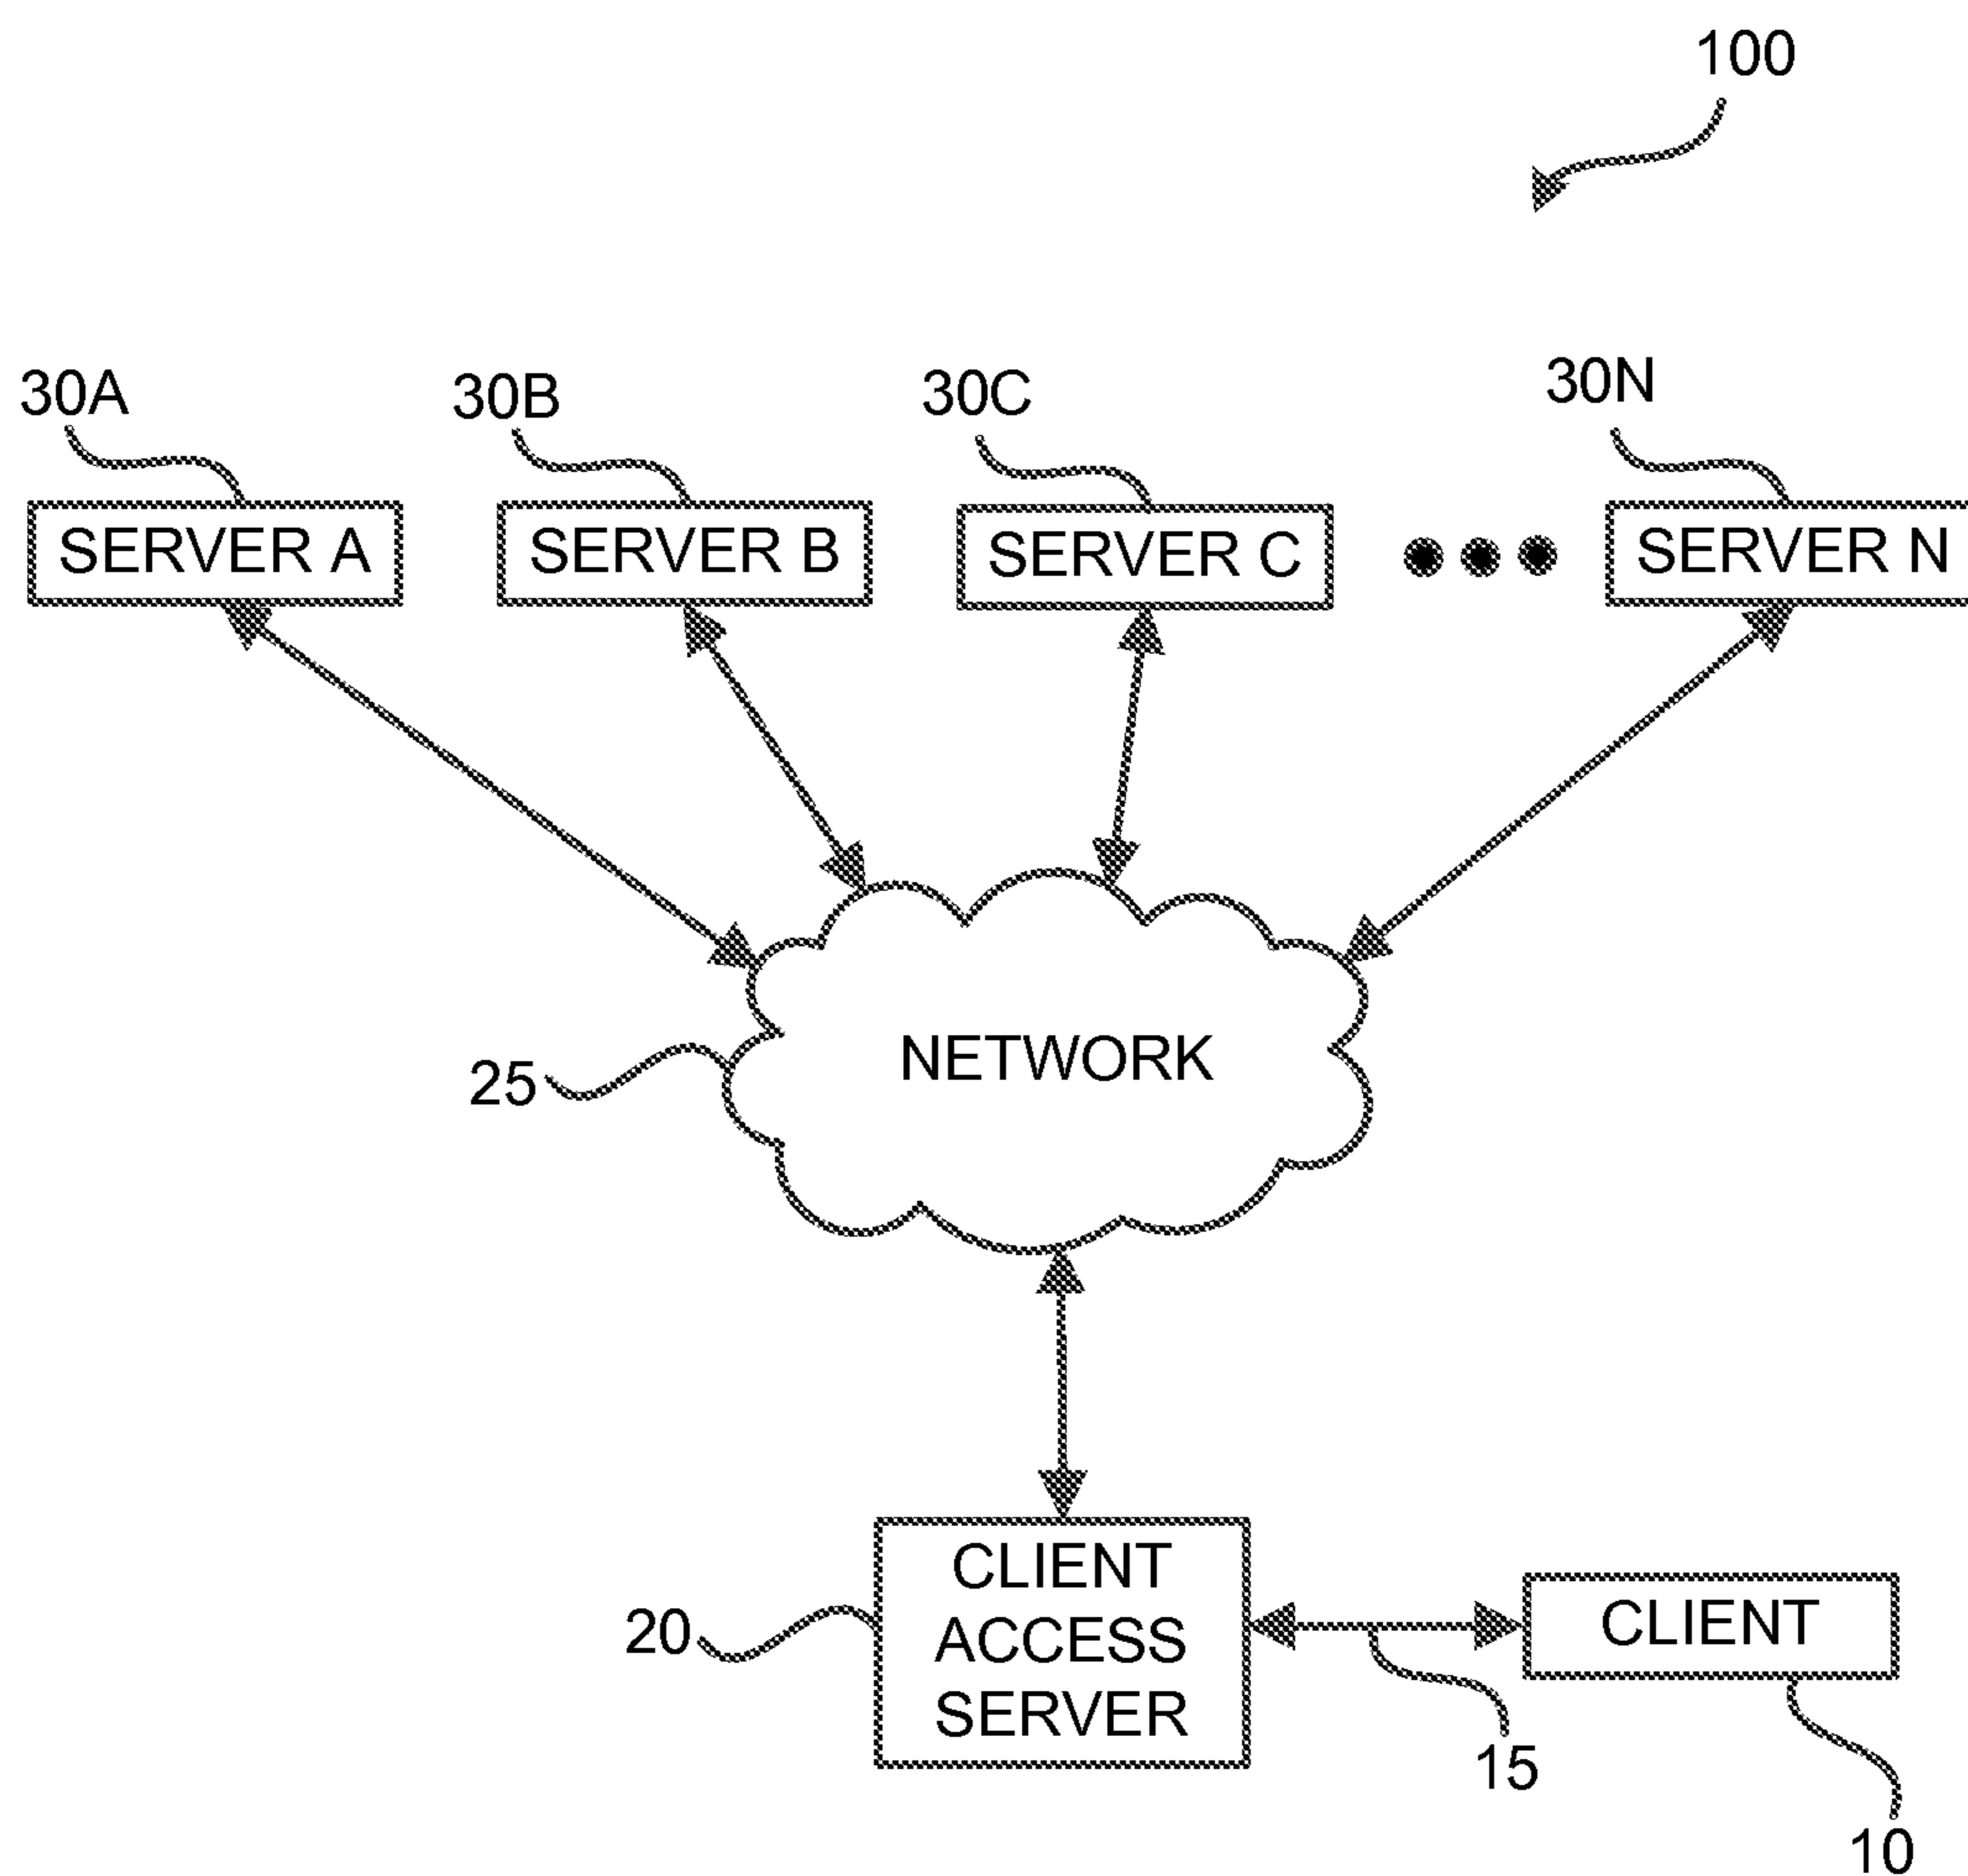 100
30A
30B
30C
30N
SERVER A
SERVER B
SERVER C
SERVER N
NETWORK
25
CLIENT
ACCESS
SERVER
20
CLIENT
15
10